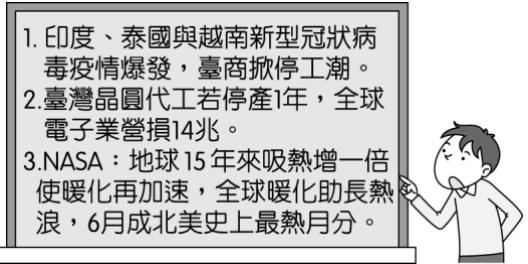 1. 印度、泰國與越南新型冠狀病
毒疫情爆發，臺商掀停工潮。
2.臺灣晶圓代工若停產1年，全球
電子業營損14兆。
3.NASA：地球15年來吸熱增一倍
使暖化再加速，全球暖化助長熱
浪，6月成北美史上最熱月分。